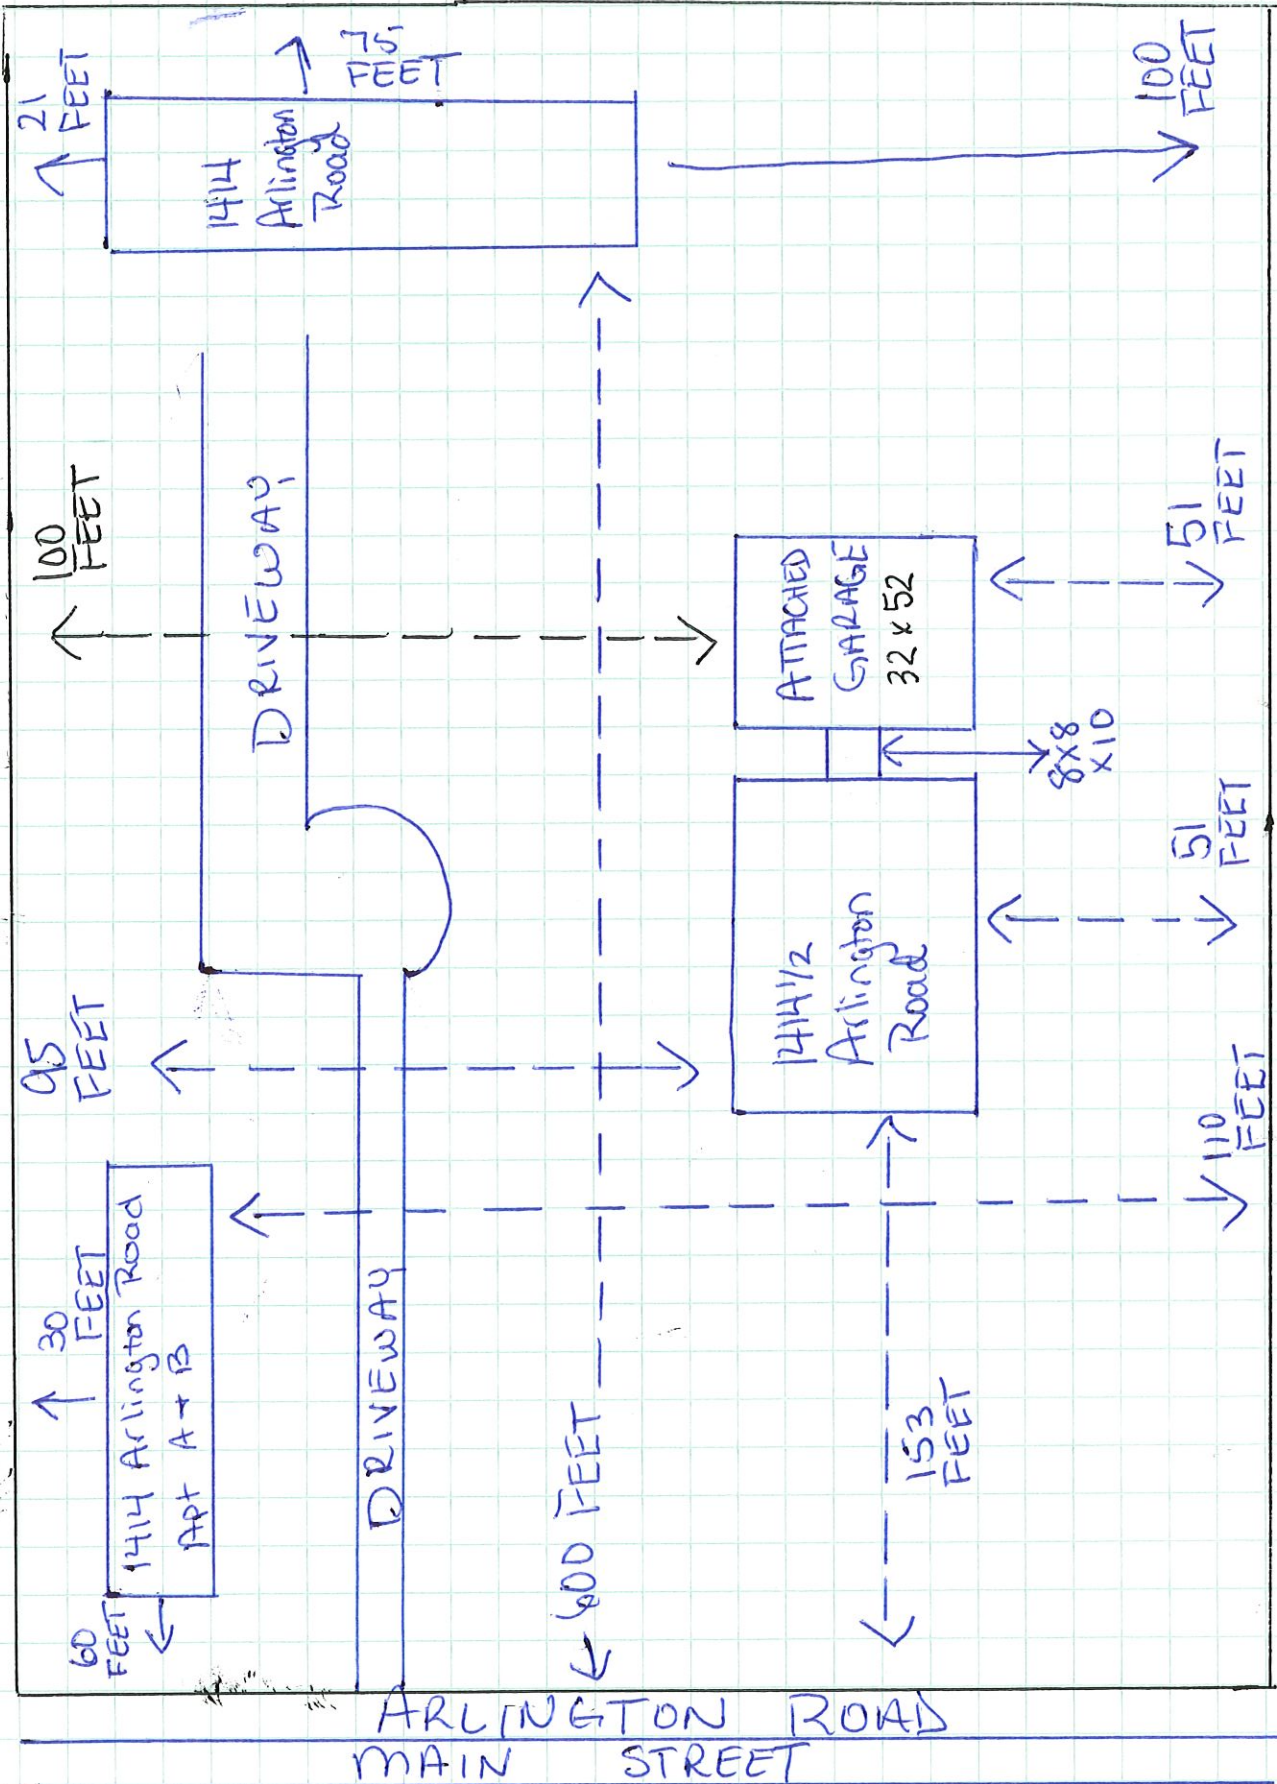 21
FEET
75
FEET
100
FEET
1414
Arlington
Road
100
FEET
DRIVEWAY
ATTACHED
GARAGE
32 x 52
51
FEET
8x8
x10
95
FEET
1414 1/2
Arlington
Road
51
FEET
30
FEET
1414 Arlington Road
Apt A + B
110
FEET
60
FEET
DRIVEWAY
600 FEET
153
FEET
ARLINGTON ROAD
MAIN STREET